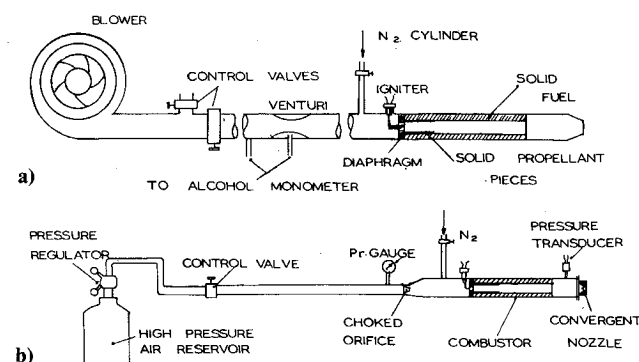 BLOWER
N2 CYLINDER
CONTROL VALVES
VENTURI
IGNITER
SOLID
FUEL
DIAPHRAGM
SOLID PROPELLANT
PIECES
a)
TO ALCOHOL MONOMETER
PRESSURE
REGULATOR
CONTROL VALVE
Pr. GAUGE
N2
PRESSURE
TRANSDUCER
CHOKED
ORIFICE
COMBUSTOR
CONVERGENT
NOZZLE
HIGH PRESSURE
AIR RESERVOIR
b)